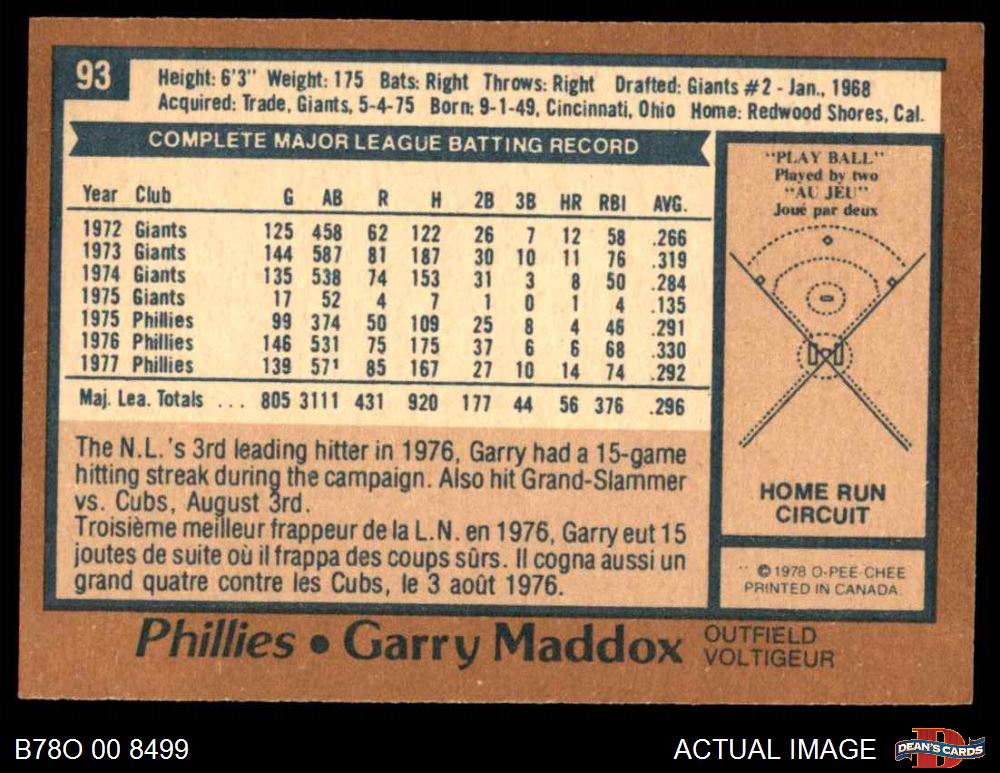 93
Height: 6'3" Weight: 175 Bats: Right Throws: Right Drafted: Giants #2 - Jan., 1968
Acquired: Trade, Giants, 5-4-75 Born: 9-1-49, Cincinnati, Ohio Home: Redwood Shores, Cal.
COMPLETE MAJOR LEAGUE BATTING RECORD
Year Club G AB R H 2B 3B HR RBI AVG.
1972 Giants 125 458 62 122 26 7 12 58 .266
1973 Giants 144 587 81 187 30 10 11 76 .319
1974 Giants 135 538 74 153 31 3 8 50 .284
1975 Giants 17 52 4 7 1 0 1 4 .135
1975 Phillies 99 374 50 109 25 8 4 46 .291
1976 Phillies 146 531 75 175 37 6 6 68 .330
1977 Phillies 139 571 85 167 27 10 14 74 .292
Maj. Lea. Totals ... 805 3111 431 920 177 44 56 376 .296
The N.L.'s 3rd leading hitter in 1976, Garry had a 15-game
hitting streak during the campaign. Also hit Grand-Slammer
vs. Cubs, August 3rd.
Troisième meilleur frappeur de la L.N. en 1976, Garry eut 15
joutes de suite où il frappa des coups sûrs. Il cogna aussi un
grand quatre contre les Cubs, le 3 août 1976.
"PLAY BALL"
Played by two
"AU JEU"
Joué par deux
HOME RUN
CIRCUIT
©1978 O-PEE-CHEE
PRINTED IN CANADA
Phillies • Garry Maddox
OUTFIELD
VOLTIGEUR
B78O 00 8499
ACTUAL IMAGE
D
DEAN'S CARDS